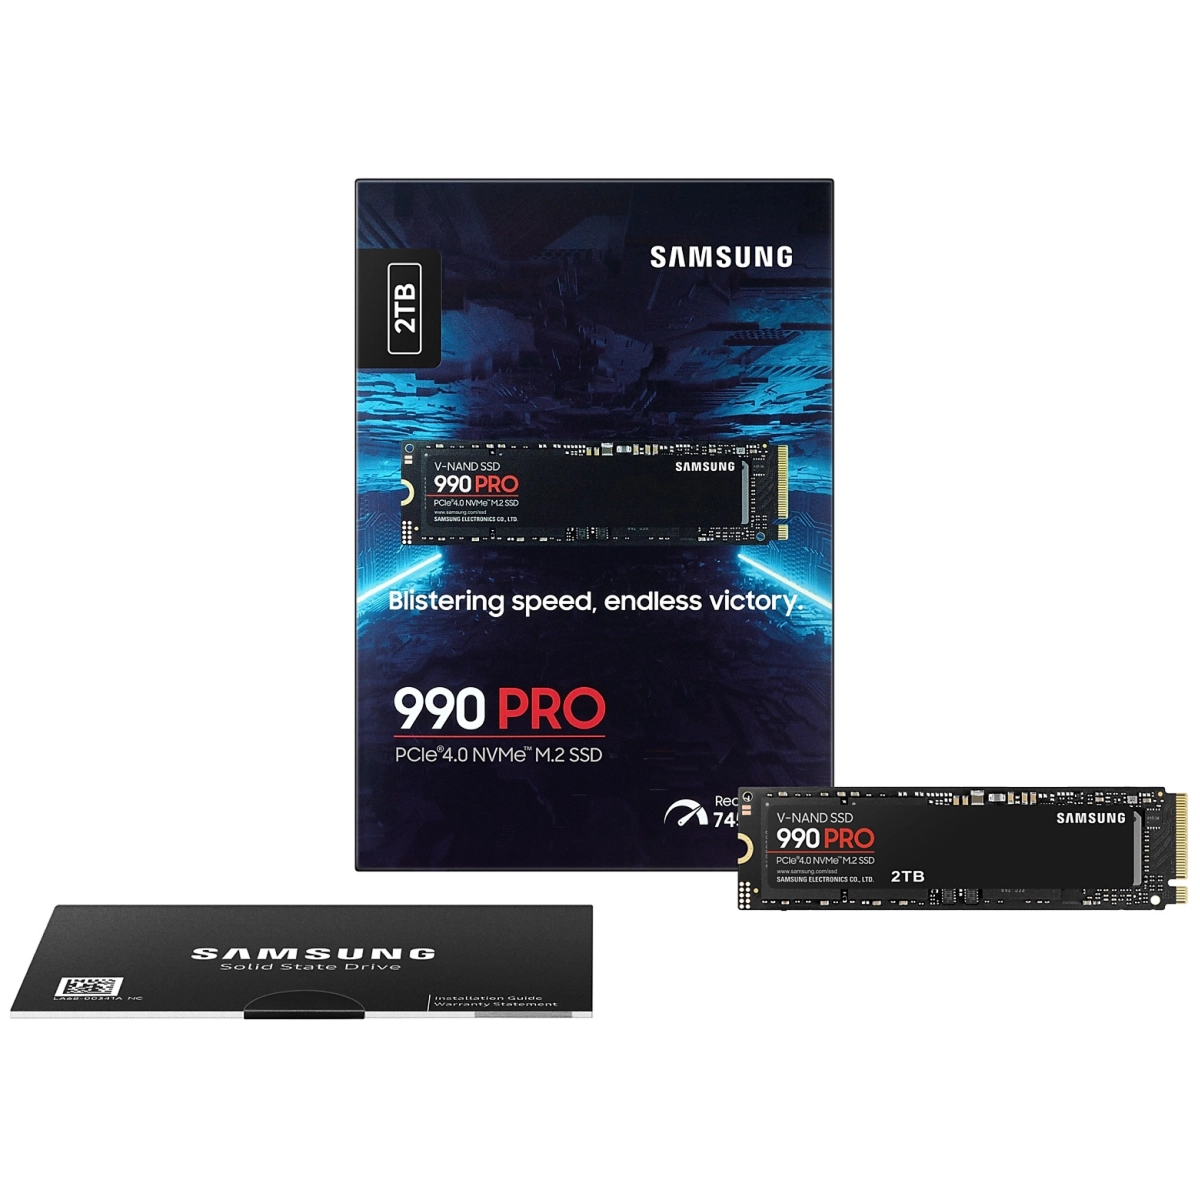 SAMSUNG
2TB
V-NAND SSD
SAMSUNG
990 PRO
PCIe®4.0 NVMe™ M.2 SSD
www.samsung.com/ssd
SAMSUNG ELECTRONICS CO., LTD.
Blistering speed, endless victory.
990 PRO
PCIe®4.0 NVMe™ M.2 SSD
V-NAND SSD
SAMSUNG
990 PRO
PCIe®4.0 NVMe™ M.2 SSD
www.samsung.com/ssd
SAMSUNG ELECTRONICS CO., LTD.
2TB
SAMSUNG
Solid State Drive
LA68-00341A NC
Installation Guide
Warranty Statement